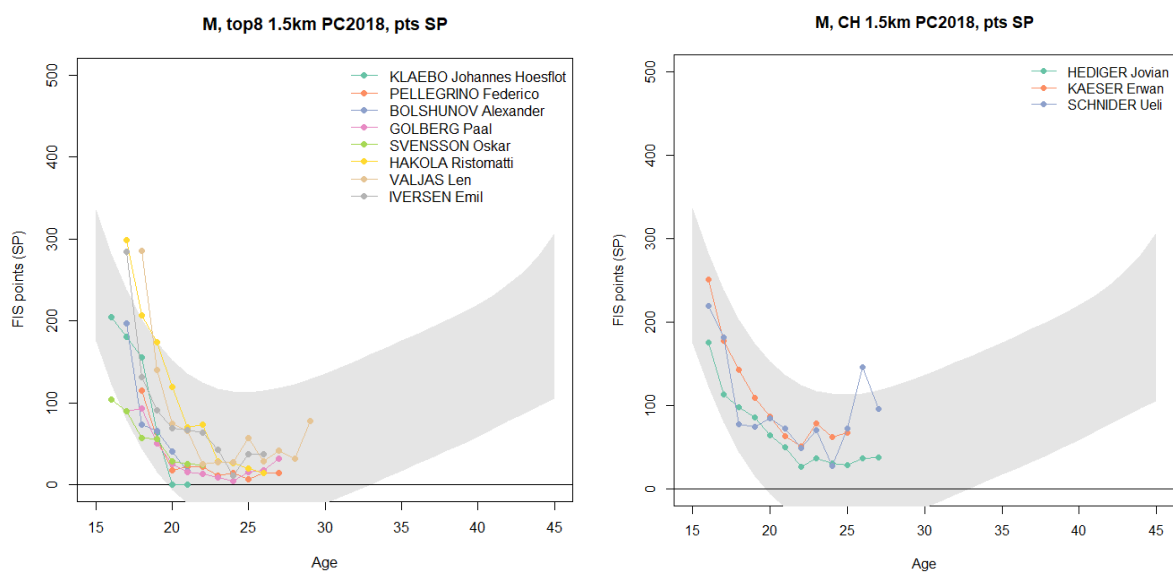 M, top8 1.5km PC2018, pts SP
500
400
300
200
100
0
FIS points (SP)
KLAEBO Johannes Hoesflot
PELLEGRINO Federico
BOLSHUNOV Alexander
GOLBERG Paal
SVENSSON Oskar
HAKOLA Ristomatti
VALJAS Len
IVERSEN Emil
15 20 25 30 35 40 45
Age
M, CH 1.5km PC2018, pts SP
500
400
300
200
100
0
FIS points (SP)
HEDIGER Jovian
KAESER Erwan
SCHNIDER Ueli
15 20 25 30 35 40 45
Age